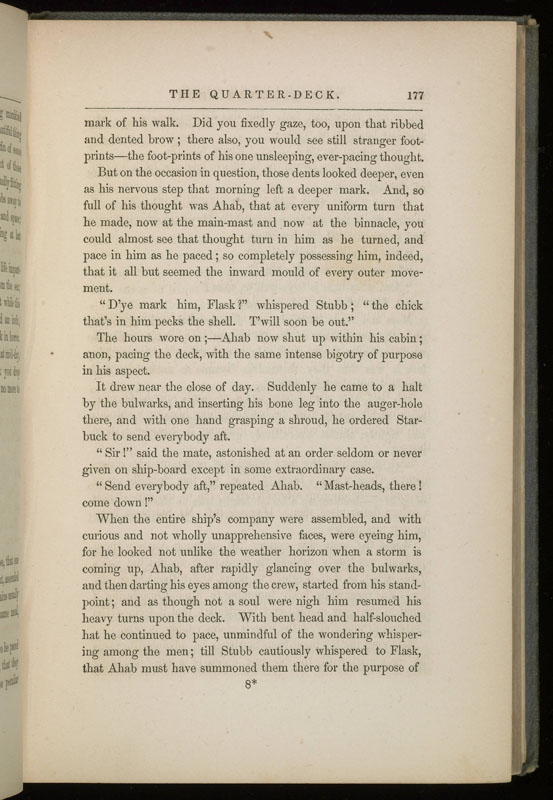 THE QUARTER-DECK. 177
mark of his walk. Did you fixedly gaze, too, upon that ribbed
and dented brow; there also, you would see still stranger foot-
prints—the foot-prints of his one unsleeping, ever-pacing thought.
But on the occasion in question, those dents looked deeper, even
as his nervous step that morning left a deeper mark. And, so
full of his thought was Ahab, that at every uniform turn that
he made, now at the main-mast and now at the binnacle, you
could almost see that thought turn in him as he turned, and
pace in him as he paced; so completely possessing him, indeed,
that it all but seemed the inward mould of every outer move-
ment.
"D'ye mark him, Flask?" whispered Stubb; "the chick
that's in him pecks the shell. T'will soon be out."
The hours wore on;—Ahab now shut up within his cabin;
anon, pacing the deck, with the same intense bigotry of purpose
in his aspect.
It drew near the close of day. Suddenly he came to a halt
by the bulwarks, and inserting his bone leg into the auger-hole
there, and with one hand grasping a shroud, he ordered Star-
buck to send everybody aft.
"Sir!" said the mate, astonished at an order seldom or never
given on ship-board except in some extraordinary case.
"Send everybody aft," repeated Ahab. "Mast-heads, there!
come down!"
When the entire ship's company were assembled, and with
curious and not wholly unapprehensive faces, were eyeing him,
for he looked not unlike the weather horizon when a storm is
coming up, Ahab, after rapidly glancing over the bulwarks,
and then darting his eyes among the crew, started from his stand-
point; and as though not a soul were nigh him resumed his
heavy turns upon the deck. With bent head and half-slouched
hat he continued to pace, unmindful of the wondering whisper-
ing among the men; till Stubb cautiously whispered to Flask,
that Ahab must have summoned them there for the purpose of
8*